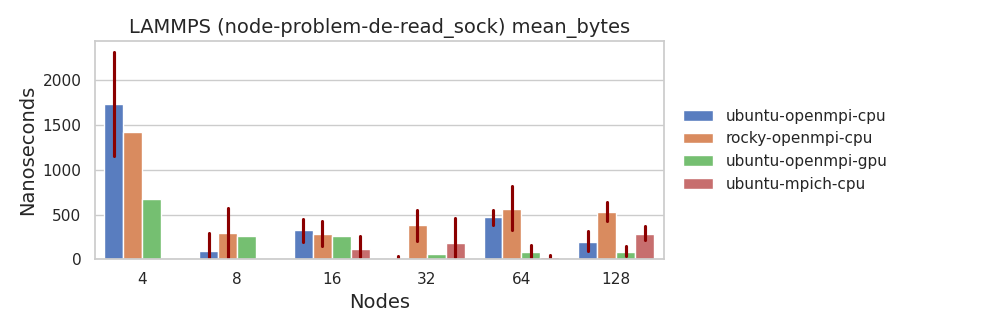 LAMMPS (node-problem-de-read_sock) mean_bytes
Nanoseconds
2000
1500
1000
500
0
4 8 16 32 64 128
Nodes
ubuntu-openmpi-cpu
rocky-openmpi-cpu
ubuntu-openmpi-gpu
ubuntu-mpich-cpu